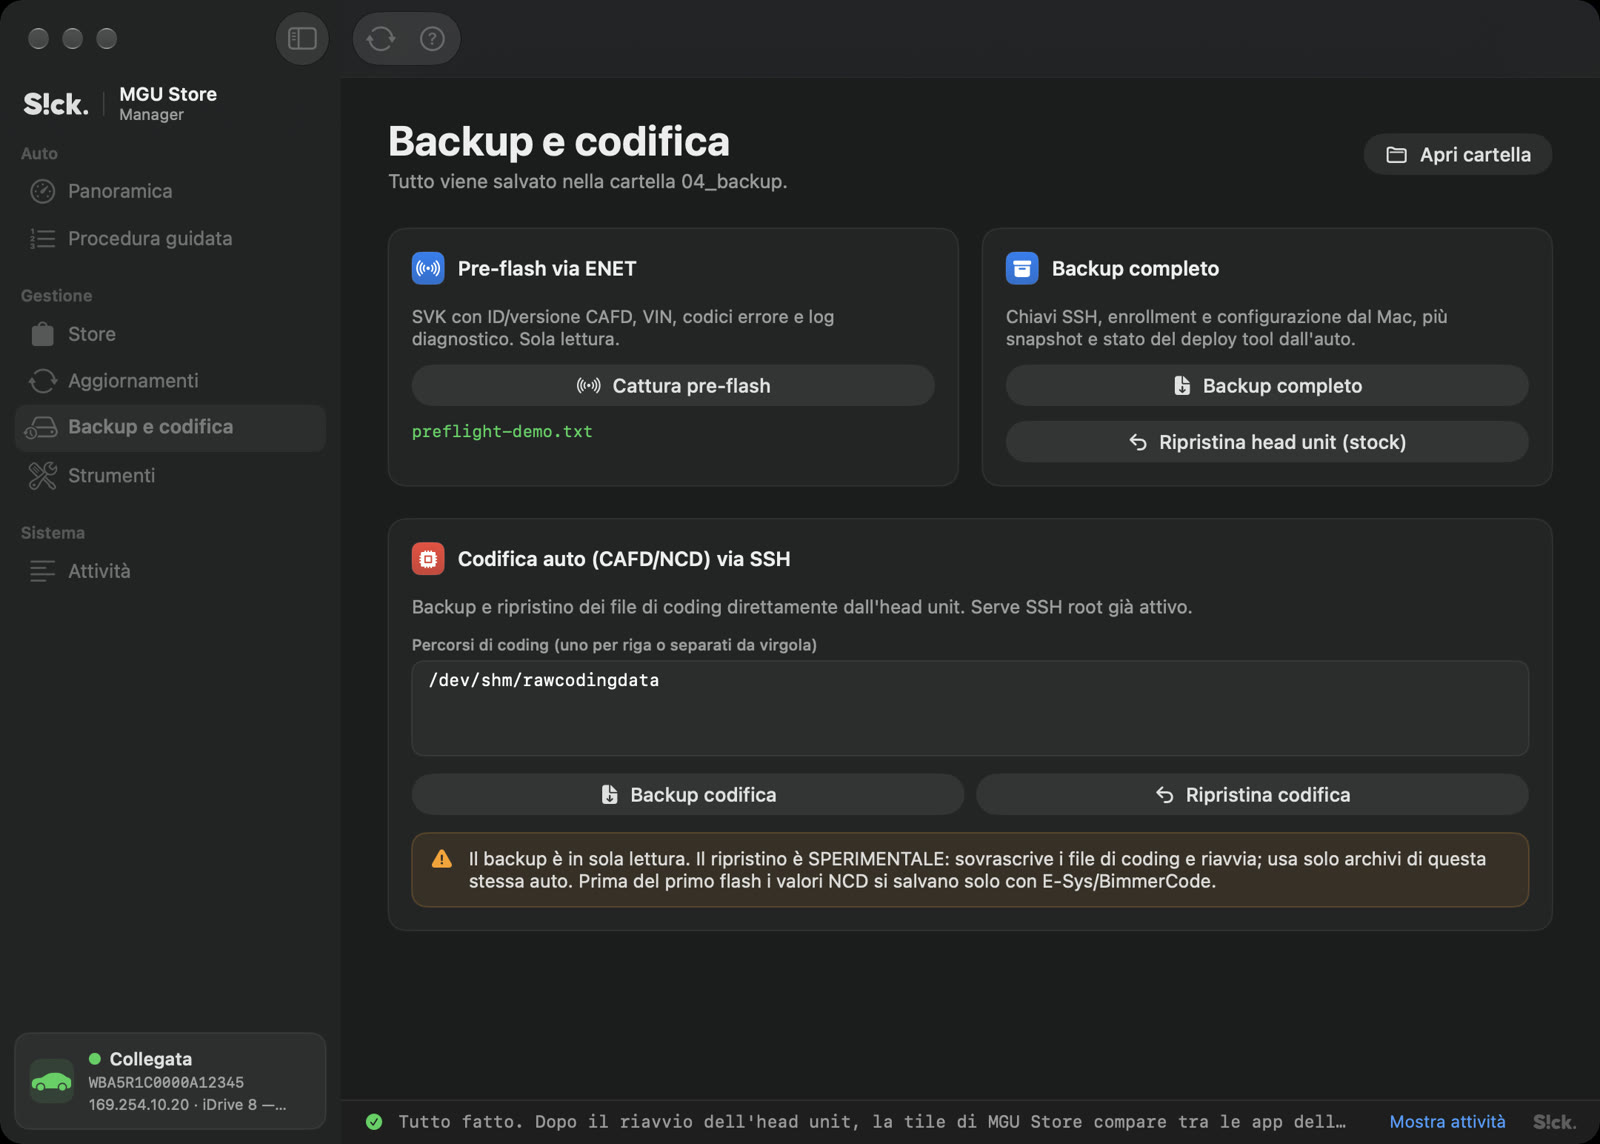 S!ck.
MGU Store
Manager
Auto
Panoramica
Procedura guidata
Gestione
Store
Aggiornamenti
Backup e codifica
Strumenti
Sistema
Attività
Collegata
WBA5R1C0000A12345
169.254.10.20 · iDrive 8 —...
Backup e codifica
Tutto viene salvato nella cartella 04_backup.
Apri cartella
Pre-flash via ENET
SVK con ID/versione CAFD, VIN, codici errore e log
diagnostico. Sola lettura.
Cattura pre-flash
preflight-demo.txt
Backup completo
Chiavi SSH, enrollment e configurazione dal Mac, più
snapshot e stato del deploy tool dall'auto.
Backup completo
Ripristina head unit (stock)
Codifica auto (CAFD/NCD) via SSH
Backup e ripristino dei file di coding direttamente dall'head unit. Serve SSH root già attivo.
Percorsi di coding (uno per riga o separati da virgola)
/dev/shm/rawcodingdata
Backup codifica
Ripristina codifica
Il backup è in sola lettura. Il ripristino è SPERIMENTALE: sovrascrive i file di coding e riavvia; usa solo archivi di questa
stessa auto. Prima del primo flash i valori NCD si salvano solo con E-Sys/BimmerCode.
Tutto fatto. Dopo il riavvio dell'head unit, la tile di MGU Store compare tra le app dell…
Mostra attività
S!ck.